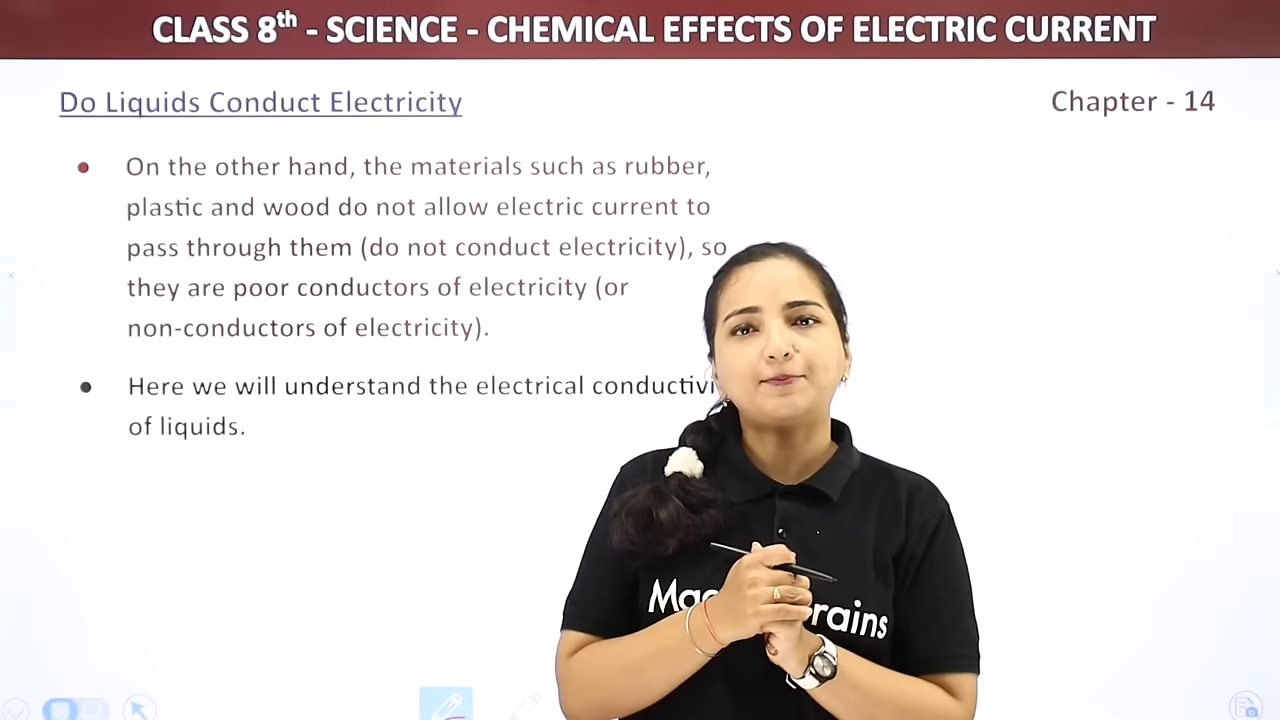 CLASS 8th - SCIENCE - CHEMICAL EFFECTS OF ELECTRIC CURRENT
Do Liquids Conduct Electricity
Chapter - 14
On the other hand, the materials such as rubber,
plastic and wood do not allow electric current to
pass through them (do not conduct electricity), so
they are poor conductors of electricity (or
non-conductors of electricity).
Here we will understand the electrical conductivi
of liquids.